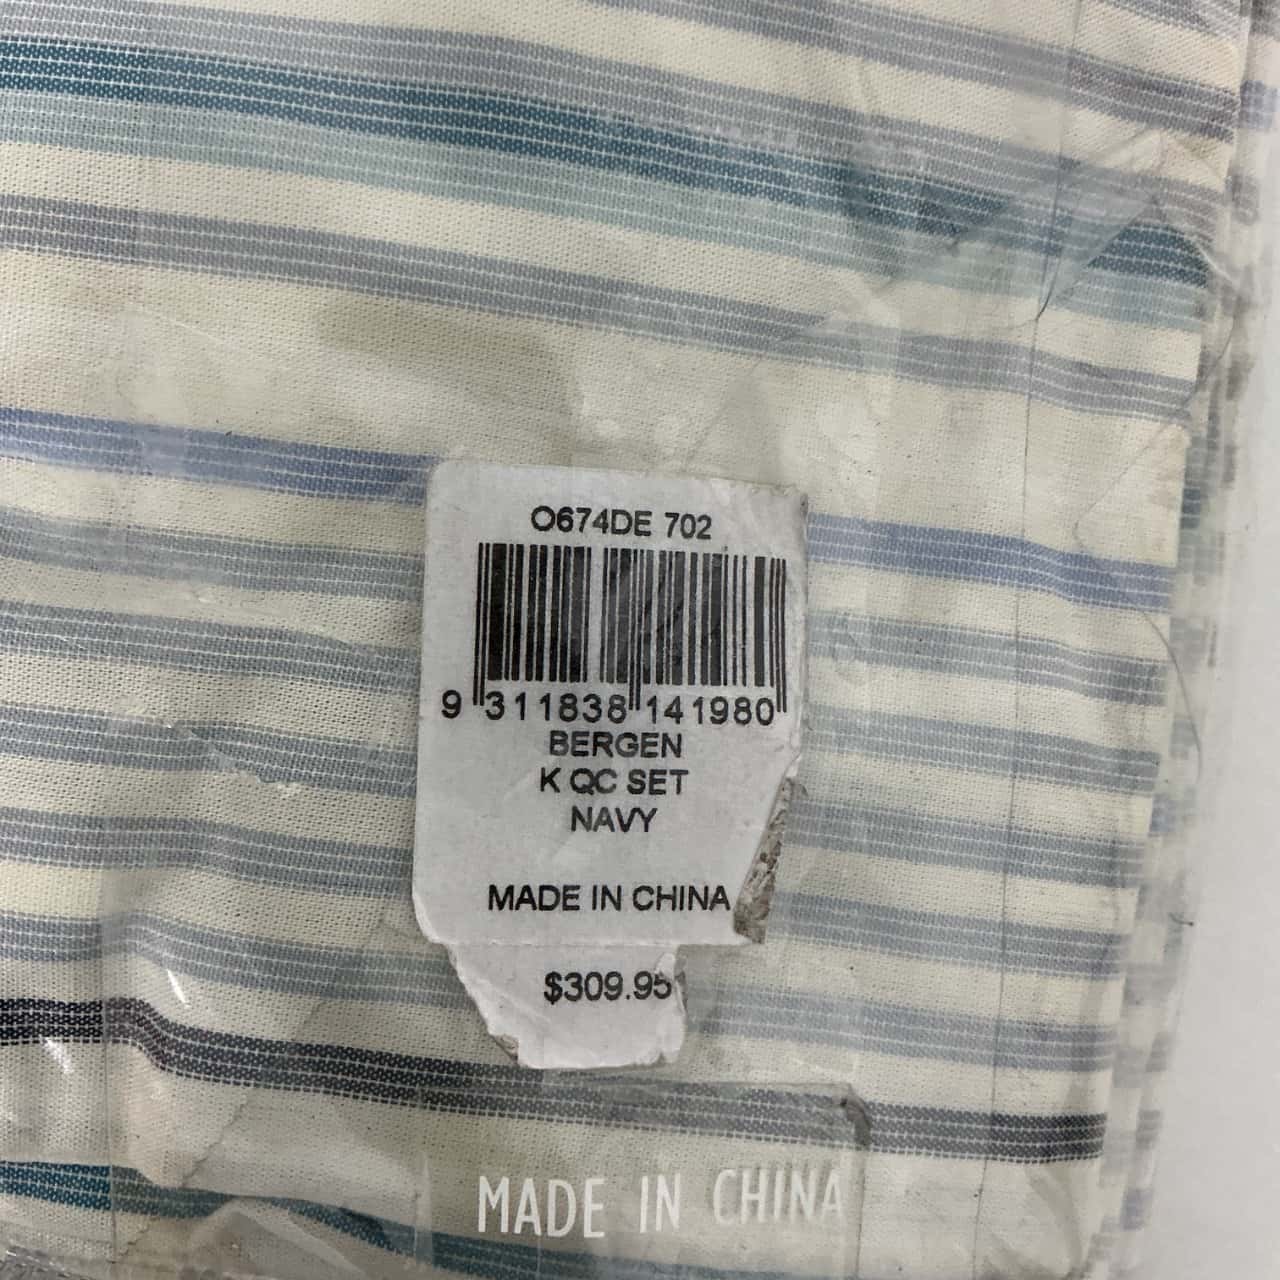 O674DE 702
9 311838 141980
BERGEN
K QC SET
NAVY
MADE IN CHINA
$309.95
MADE IN CHINA